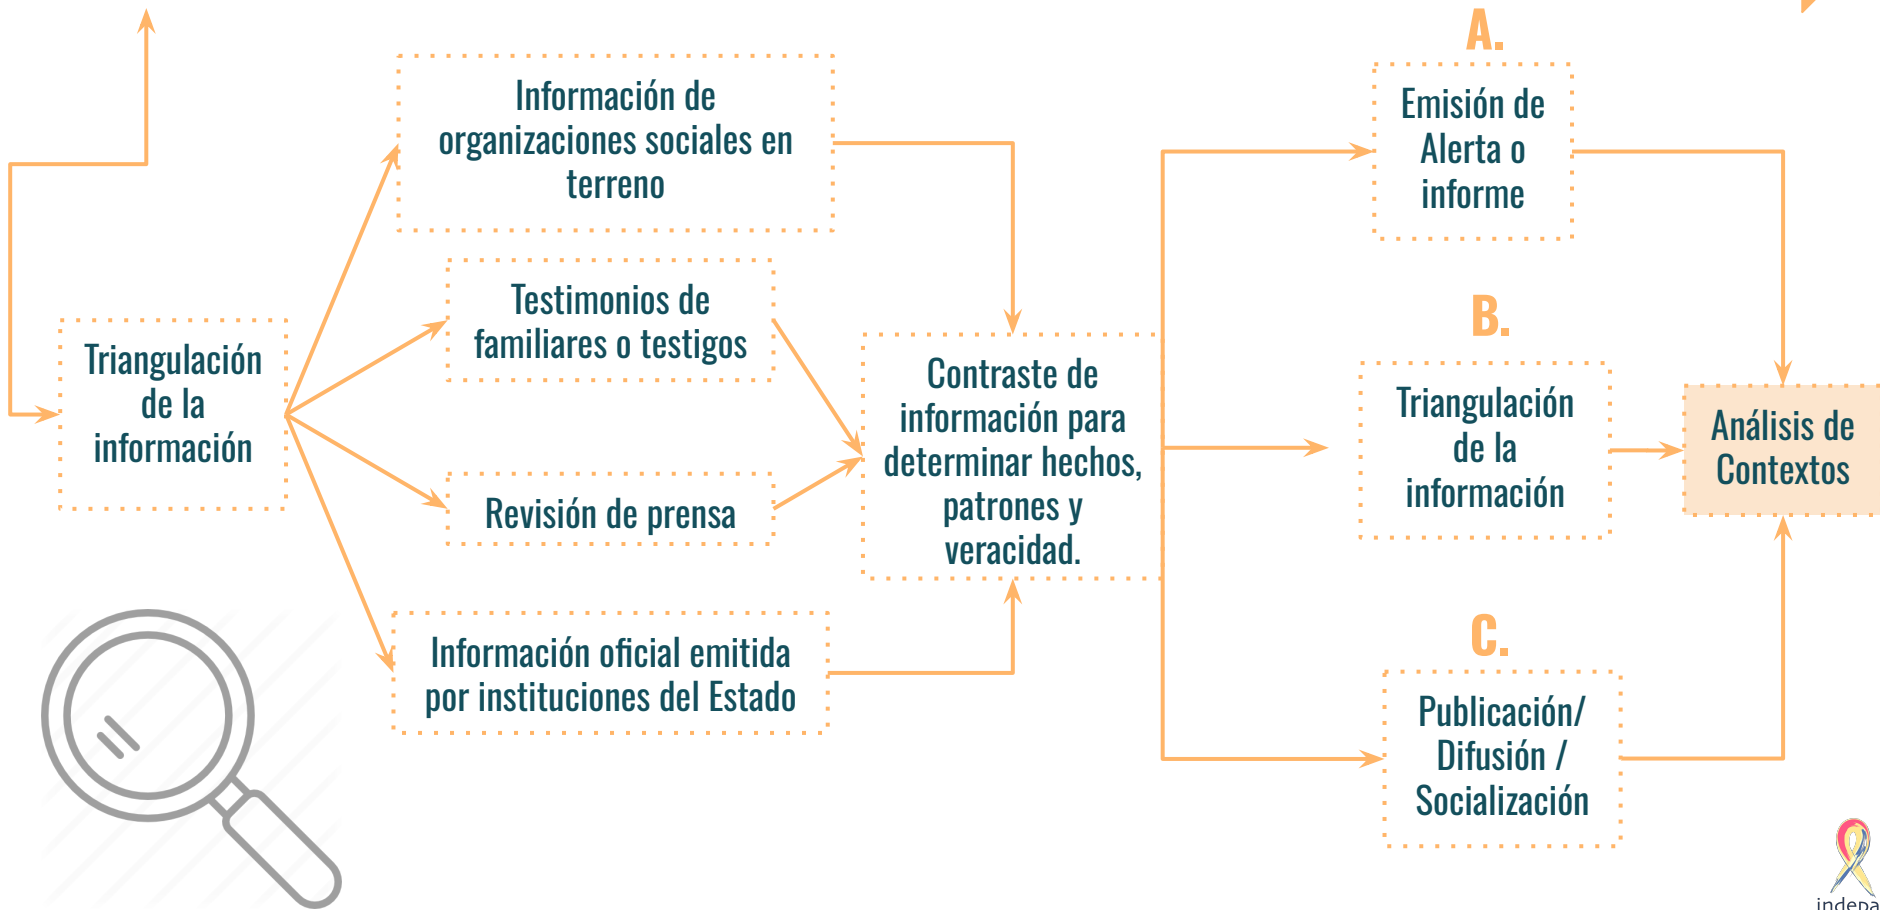 Triangulación
de la
información
Información de
organizaciones sociales en
terreno
Testimonios de
familiares o testigos
Revisión de prensa
Información oficial emitida
por instituciones del Estado
Contraste de
información para
determinar hechos,
patrones y
veracidad.
A.
Emisión de
Alerta o
informe
B.
Triangulación
de la
información
C.
Publicación/
Difusión /
Socialización
Análisis de
Contextos
indepa